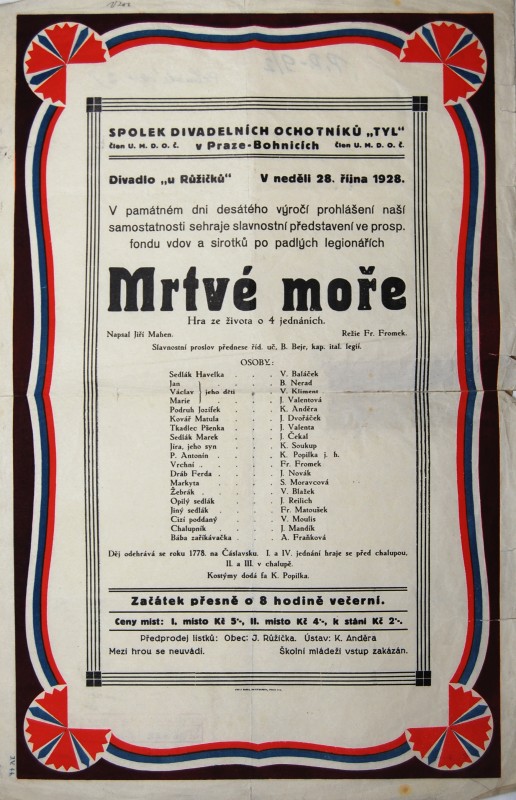 SPOLEK DIVADELNÍCH OCHOTNÍKŮ „TYL"
člen U. M. D. O. Č. v Praze-Bohnicích člen U. M. D. O. Č.
Divadlo „u Růžičků" V neděli 28. října 1928.
V památném dni desátého výročí prohlášení naší
samostatnosti sehraje slavnostní představení ve prosp.
fondu vdov a sirotků po padlých legionářích
Mrtvé moře
Hra ze života o 4 jednáních.
Napsal Jiří Mahen. Režie Fr. Fromek.
Slavnostní proslov přednese říd. uč. B. Bejr, kap. ital. legií.
OSOBY:
Sedlák Havelka . . . V. Baláček
Jan . . . B. Nerad
Václav } jeho děti . . V. Kliment
Marie . . . J. Valentová
Podruh Jozífek . . . K. Anděra
Kovář Matula . . . J. Dvořáček
Tkadlec Pšenka . . . J. Valenta
Sedlák Marek . . . J. Čekal
Jíra, jeho syn . . . K. Soukup
P. Antonín . . . . K. Popilka j. h.
Vrchní . . . . . Fr. Fromek
Dráb Ferda . . . . J. Novák
Markyta . . . . S. Moravcová
Žebrák . . . . . V. Blažek
Opilý sedlák . . . J. Reilich
Jiný sedlák . . . . Fr. Matoušek
Cizí poddaný . . . V. Moulis
Chalupník . . . . J. Mandík
Bába zaříkávačka . . . A. Fraňková
Děj odehrává se roku 1778. na Čáslavsku. I. a IV. jednání hraje se před chalupou,
II. a III. v chalupě.
Kostýmy dodá fa K. Popilka.
Začátek přesně o 8 hodině večerní.
Ceny míst: I. místo Kč 5·-, II. místo Kč 4·-, k stání Kč 2·-.
Předprodej lístků: Obec: J. Růžička. Ústav: K. Anděra
Mezi hrou se neuvádí. Školní mládeži vstup zakázán.